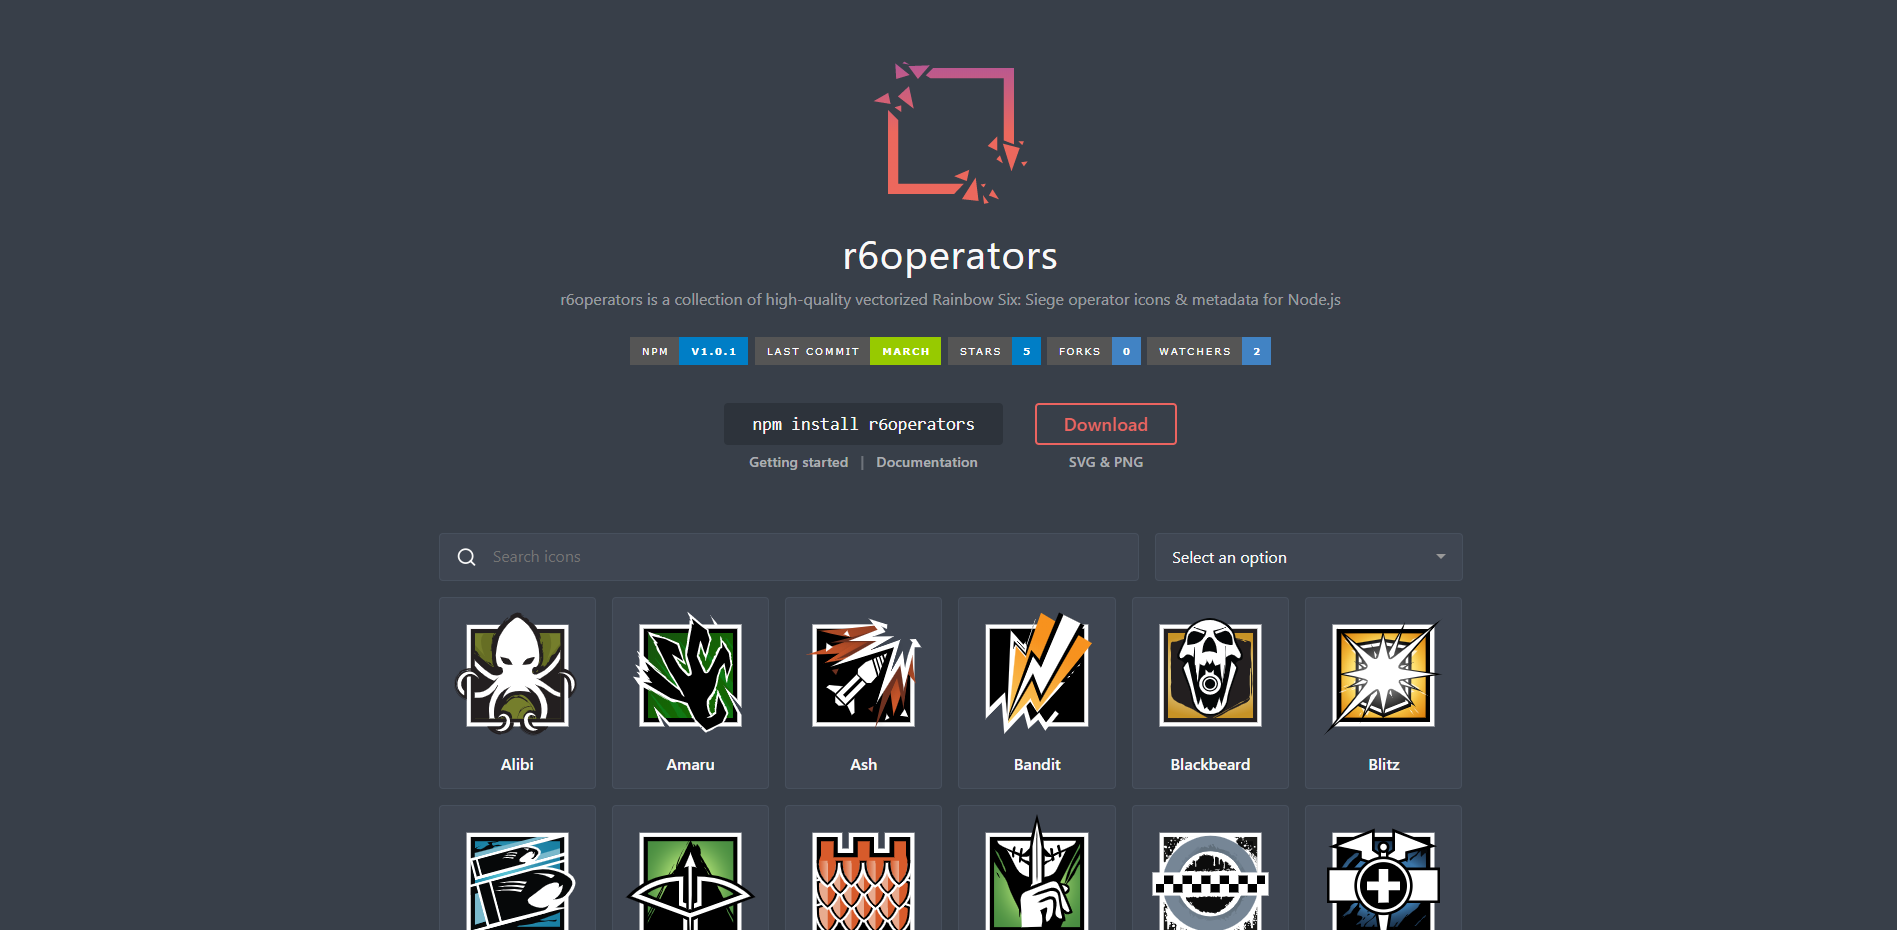 r6operators
r6operators is a collection of high-quality vectorized Rainbow Six: Siege operator icons & metadata for Node.js
NPM V1.0.1 LAST COMMIT MARCH STARS 5 FORKS 0 WATCHERS 2
npm install r6operators Download
Getting started | Documentation SVG & PNG
Search icons Select an option
Alibi Amaru Ash Bandit Blackbeard Blitz